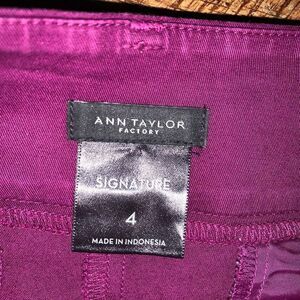 ANN TAYLOR
FACTORY
SIGNATURE
4
MADE IN INDONESIA